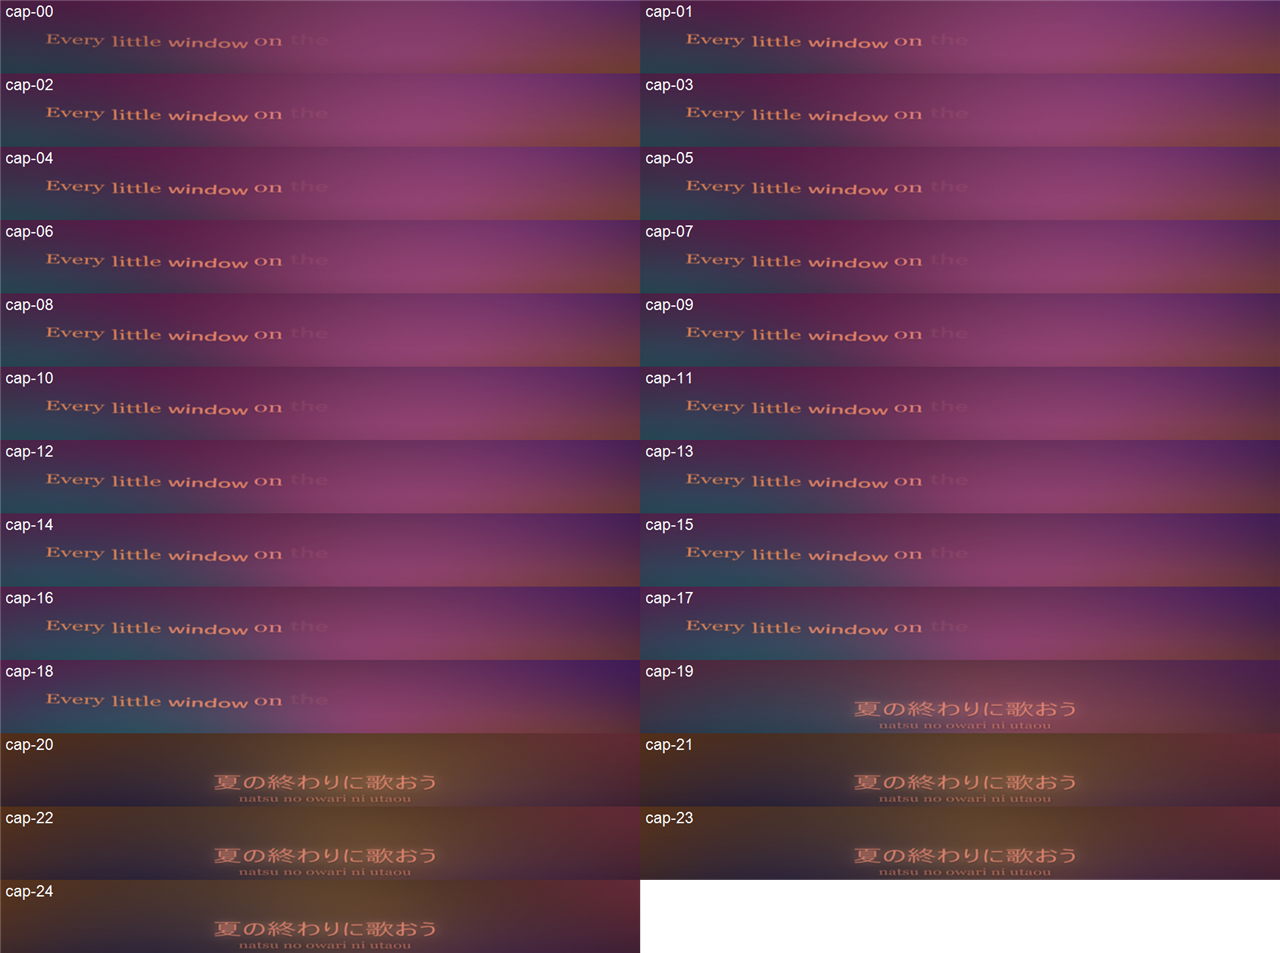 cap-00
Every little window on the
cap-01
Every little window on the
cap-02
Every little window on the
cap-03
Every little window on the
cap-04
Every little window on the
cap-05
Every little window on the
cap-06
Every little window on the
cap-07
Every little window on the
cap-08
Every little window on the
cap-09
Every little window on the
cap-10
Every little window on the
cap-11
Every little window on the
cap-12
Every little window on the
cap-13
Every little window on the
cap-14
Every little window on the
cap-15
Every little window on the
cap-16
Every little window on the
cap-17
Every little window on the
cap-18
Every little window on the
cap-19
夏の終わりに歌おう
natsu no owari ni utaou
cap-20
夏の終わりに歌おう
natsu no owari ni utaou
cap-21
夏の終わりに歌おう
natsu no owari ni utaou
cap-22
夏の終わりに歌おう
natsu no owari ni utaou
cap-23
夏の終わりに歌おう
natsu no owari ni utaou
cap-24
夏の終わりに歌おう
natsu no owari ni utaou